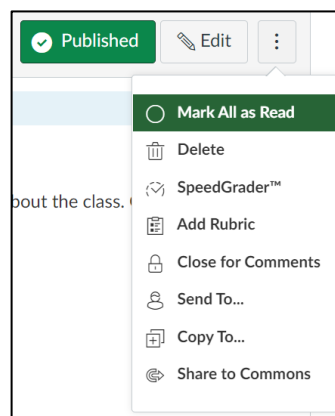 Published Edit
Mark All as Read
Delete
SpeedGrader™
bout the class.
Add Rubric
Close for Comments
Send To...
Copy To...
Share to Commons